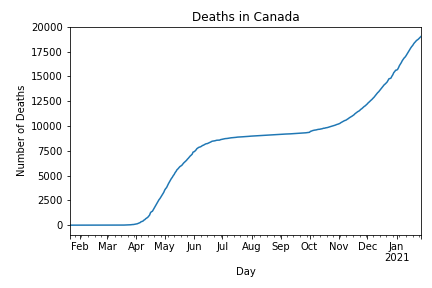 Deaths in Canada
Number of Deaths
20000
17500
15000
12500
10000
7500
5000
2500
0
Feb Mar Apr May Jun Jul Aug Sep Oct Nov Dec Jan
2021
Day